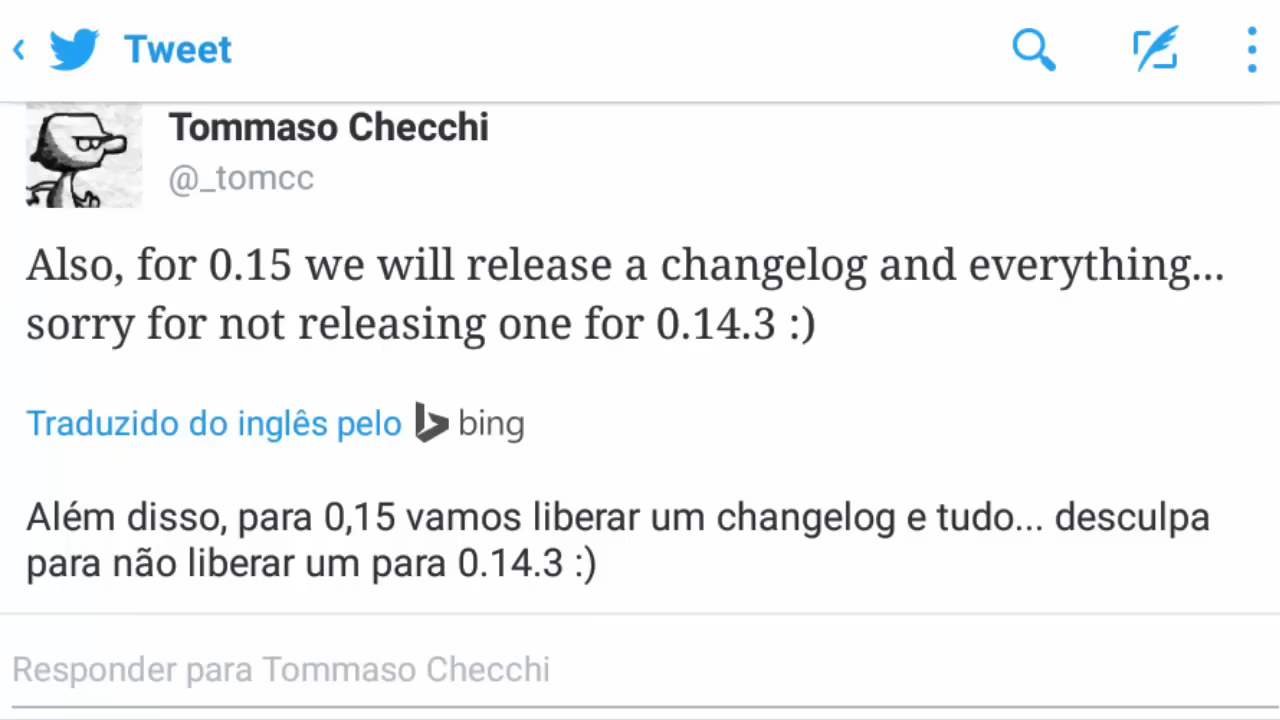 Tweet
Tommaso Checchi
@_tomcc
Also, for 0.15 we will release a changelog and everything...
sorry for not releasing one for 0.14.3 :)
Traduzido do inglês pelo bing
Além disso, para 0,15 vamos liberar um changelog e tudo... desculpa
para não liberar um para 0.14.3 :)
Responder para Tommaso Checchi